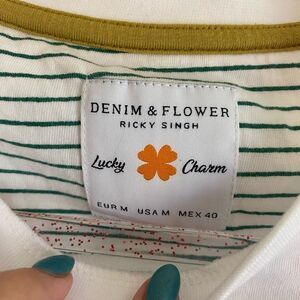 DENIM & FLOWER
RICKY SINGH
Lucky Charm
EUR M USA M MEX 40